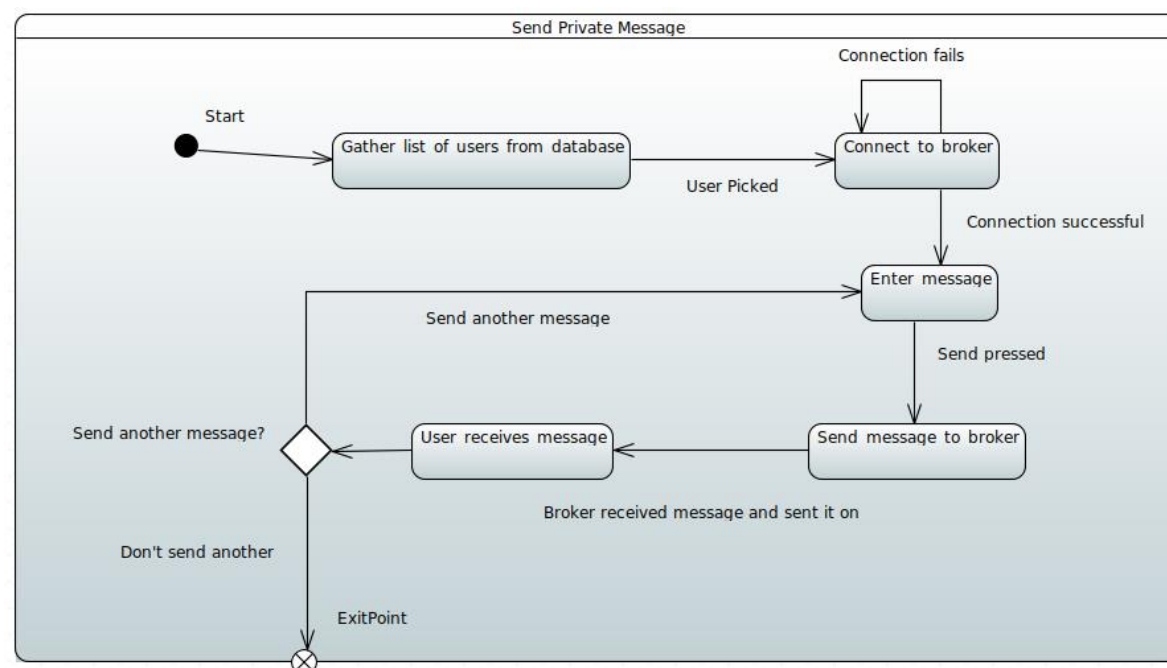 Send Private Message
Connection fails
Start
Gather list of users from database
Connect to broker
User Picked
Connection successful
Enter message
Send another message
Send pressed
Send another message?
User receives message
Send message to broker
Broker received message and sent it on
Don't send another
ExitPoint